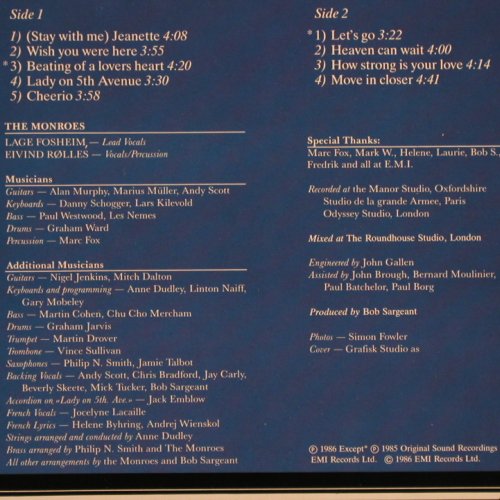 Side 1
1) (Stay with me) Jeanette 4:08
2) Wish you were here 3:55
*3) Beating of a lovers heart 4:20
4) Lady on 5th Avenue 3:30
5) Cheerio 3:58
THE MONROES
LAGE FOSHEIM, — Lead Vocals
EIVIND RØLLES — Vocals/Percussion
Musicians
Guitars — Alan Murphy, Marius Müller, Andy Scott
Keyboards — Danny Schogger, Lars Kilevold
Bass — Paul Westwood, Les Nemes
Drums — Graham Ward
Percussion — Marc Fox
Additional Musicians
Guitars — Nigel Jenkins, Mitch Dalton
Keyboards and programming — Anne Dudley, Linton Naiff,
Gary Mobeley
Bass — Martin Cohen, Chu Cho Mercham
Drums — Graham Jarvis
Trumpet — Martin Drover
Trombone — Vince Sullivan
Saxophones — Philip N. Smith, Jamie Talbot
Backing Vocals — Andy Scott, Chris Bradford, Jay Carly,
Beverly Skeete, Mick Tucker, Bob Sargeant
Accordion on «Lady on 5th. Ave.» — Jack Emblow
French Vocals — Jocelyne Lacaille
French Lyrics — Helene Byhring, Andrej Wienskol
Strings arranged and conducted by Anne Dudley
Brass arranged by Philip N. Smith and The Monroes
All other arrangements by the Monroes and Bob Sargeant
Side 2
*1) Let's go 3:22
2) Heaven can wait 4:00
3) How strong is your love 4:14
4) Move in closer 4:41
Special Thanks:
Marc Fox, Mark W., Helene, Laurie, Bob S.,
Fredrik and all at E.M.I.
Recorded at the Manor Studio, Oxfordshire
Studio de la grande Armee, Paris
Odyssey Studio, London
Mixed at The Roundhouse Studio, London
Engineered by John Gallen
Assisted by John Brough, Bernard Moulinier,
Paul Batchelor, Paul Borg
Produced by Bob Sargeant
Photos — Simon Fowler
Cover — Grafisk Studio as
℗ 1986 Except* ℗ 1985 Original Sound Recordings
EMI Records Ltd. © 1986 EMI Records Ltd.